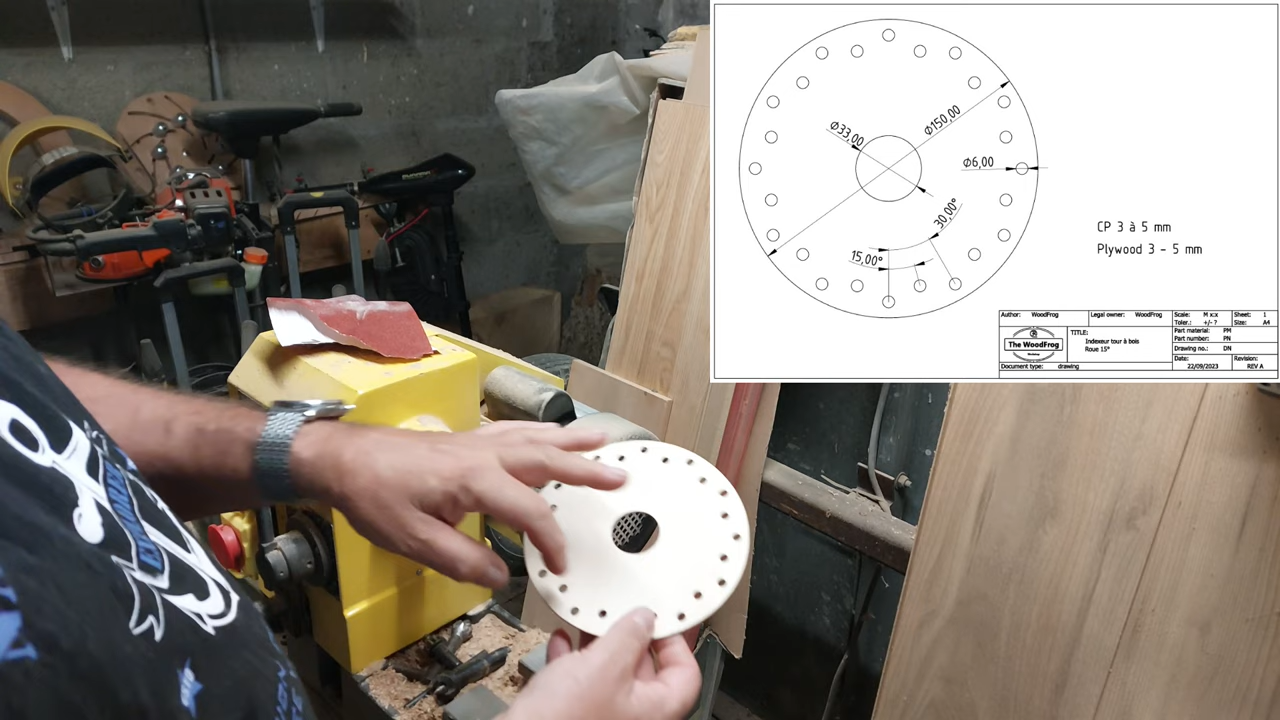 Ø33,00
Ø150,00
Ø6,00
30,00°
15,00°
CP 3 à 5 mm
Plywood 3 - 5 mm
Author: WoodFrog
Legal owner: WoodFrog
Scale: M x:x
Sheet: 1
Toler.: +/- ?
Size: A4
The WoodFrog
Workshop
TITLE:
Indexeur tour à bois
Roue 15°
Part material: PM
Part number: PN
Drawing no.: DN
Date:
22/09/2023
Revision:
REV A
Document type: drawing